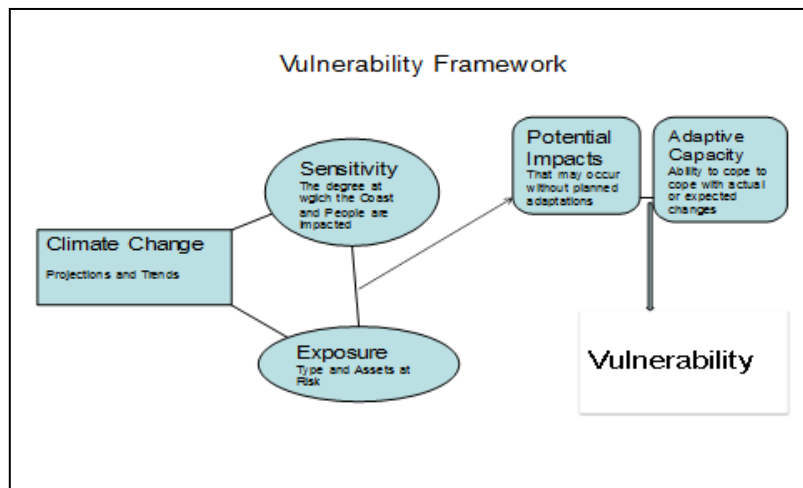 Vulnerability Framework
Sensitivity
The degree at
wgich the Coast
and People are
Impacted
Climate Change
Projections and Trends
Exposure
Type and Assets at
Risk
Potential
Impacts
That may occur
without planned
adaptations
Adaptive
Capacity
Ability to cope to
cope with actual
or expected
changes
Vulnerability